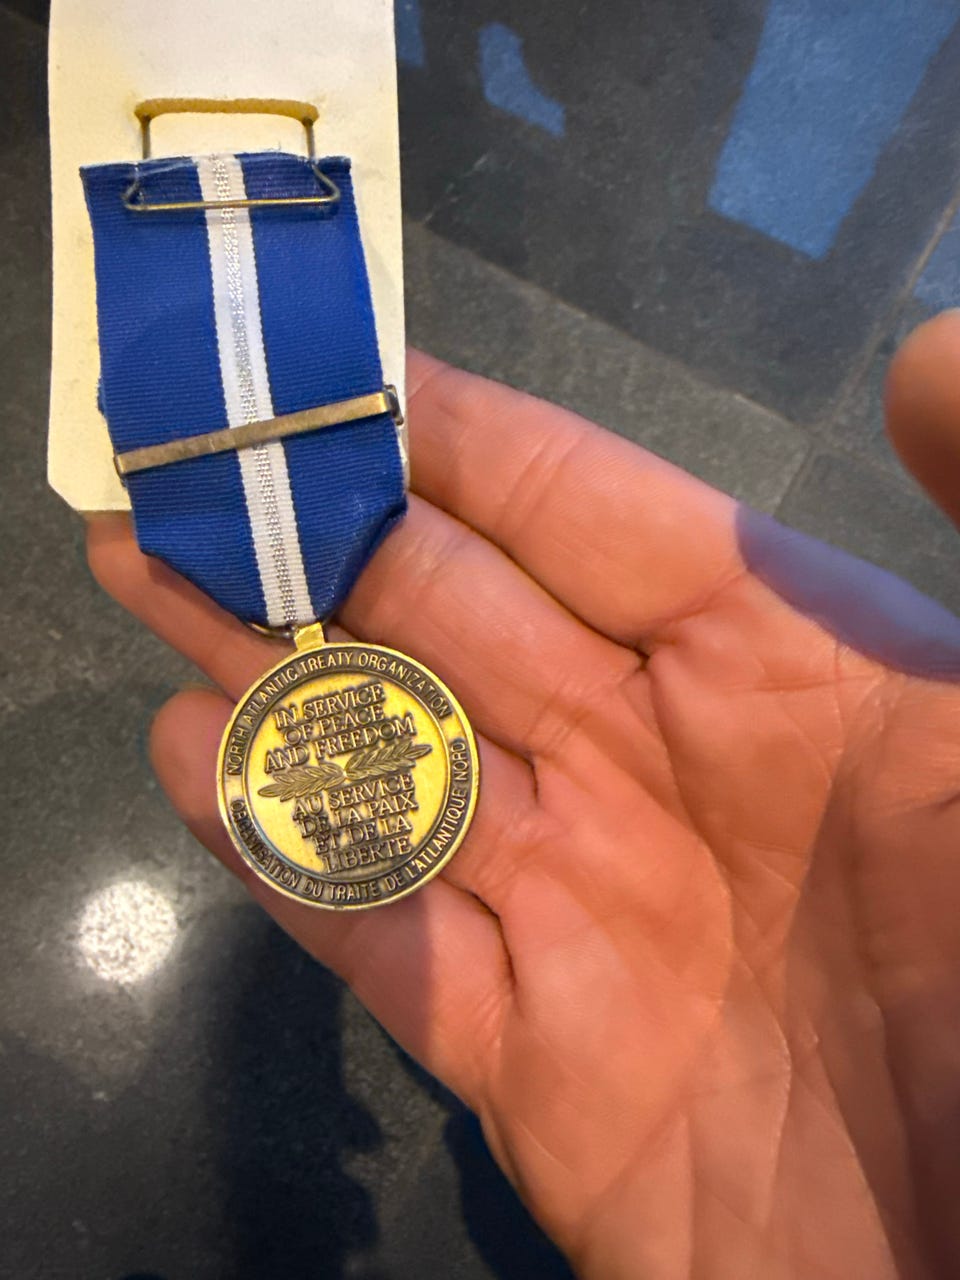 NORTH ATLANTIC TREATY ORGANIZATION
IN SERVICE
OF PEACE
AND FREEDOM
AU SERVICE
DE LA PAIX
ET DE LA
LIBERTE
ORGANISATION DU TRAITE DE L'ATLANTIQUE NORD